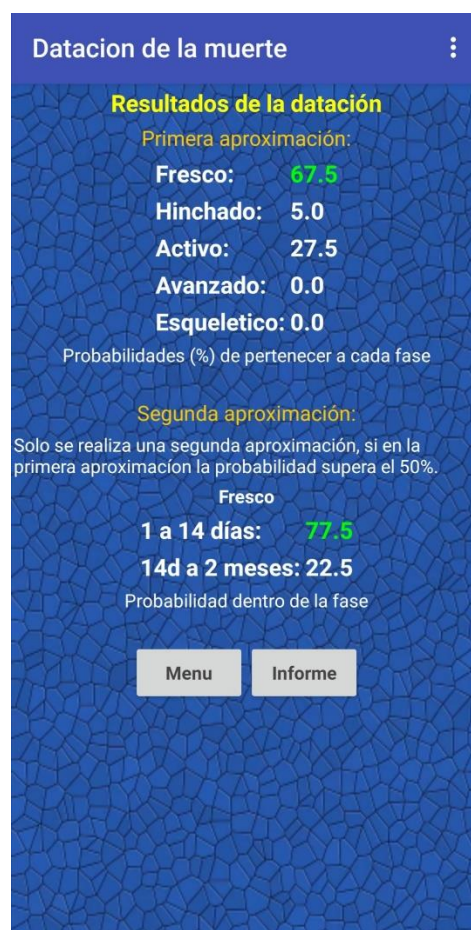 Datacion de la muerte
Resultados de la datación
Primera aproximación:
Fresco: 67.5
Hinchado: 5.0
Activo: 27.5
Avanzado: 0.0
Esqueletico: 0.0
Probabilidades (%) de pertenecer a cada fase
Segunda aproximación:
Solo se realiza una segunda aproximación, si en la
primera aproximacíon la probabilidad supera el 50%.
Fresco
1 a 14 días: 77.5
14d a 2 meses: 22.5
Probabilidad dentro de la fase
Menu Informe